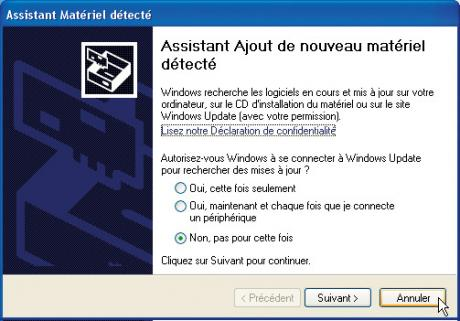 Assistant Matériel détecté
Assistant Ajout de nouveau matériel
détecté
Windows recherche les logiciels en cours et mis à jour sur votre
ordinateur, sur le CD d'installation du matériel ou sur le site
Windows Update (avec votre permission).
Lisez notre Déclaration de confidentialité
Autorisez-vous Windows à se connecter à Windows Update
pour rechercher des mises à jour ?
Oui, cette fois seulement
Oui, maintenant et chaque fois que je connecte
un périphérique
Non, pas pour cette fois
Cliquez sur Suivant pour continuer.
< Précédent
Suivant >
Annuler